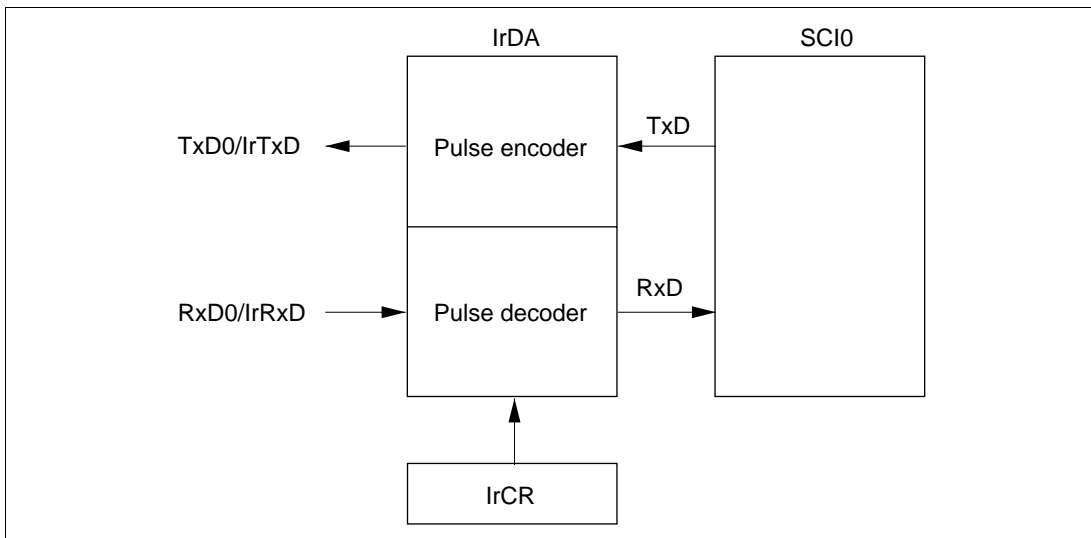 IrDA
SCI0
TxD0/IrTxD
Pulse encoder
TxD
RxD0/IrRxD
Pulse decoder
RxD
IrCR